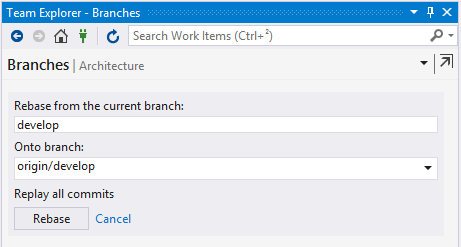 Team Explorer - Branches
Search Work Items (Ctrl+²)
Branches | Architecture
Rebase from the current branch:
develop
Onto branch:
origin/develop
Replay all commits
Rebase Cancel